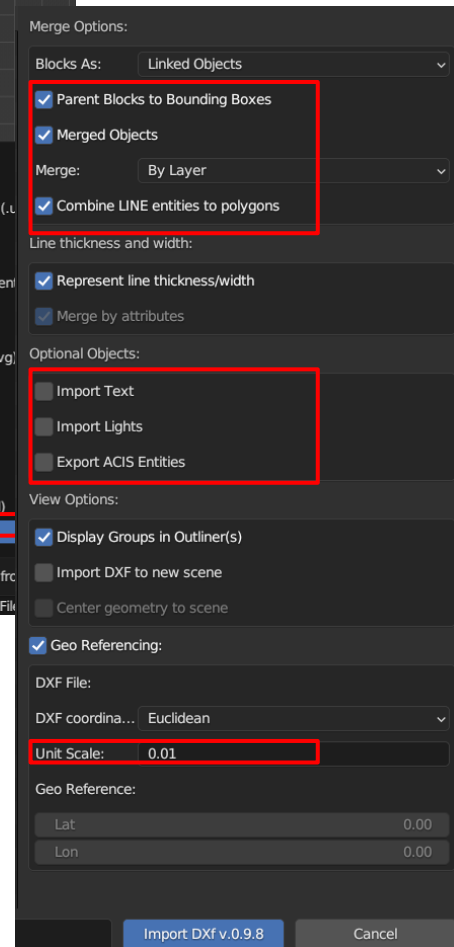 Merge Options:
Blocks As: Linked Objects
Parent Blocks to Bounding Boxes
Merged Objects
Merge: By Layer
(.u
Combine LINE entities to polygons
Line thickness and width:
ent
Represent line thickness/width
Merge by attributes
vg)
Optional Objects:
Import Text
Import Lights
Export ACIS Entities
View Options:
)
Display Groups in Outliner(s)
fro
Import DXF to new scene
File
Center geometry to scene
Geo Referencing:
DXF File:
DXF coordina... Euclidean
Unit Scale: 0.01
Geo Reference:
Lat 0.00
Lon 0.00
Import DXf v.0.9.8 Cancel